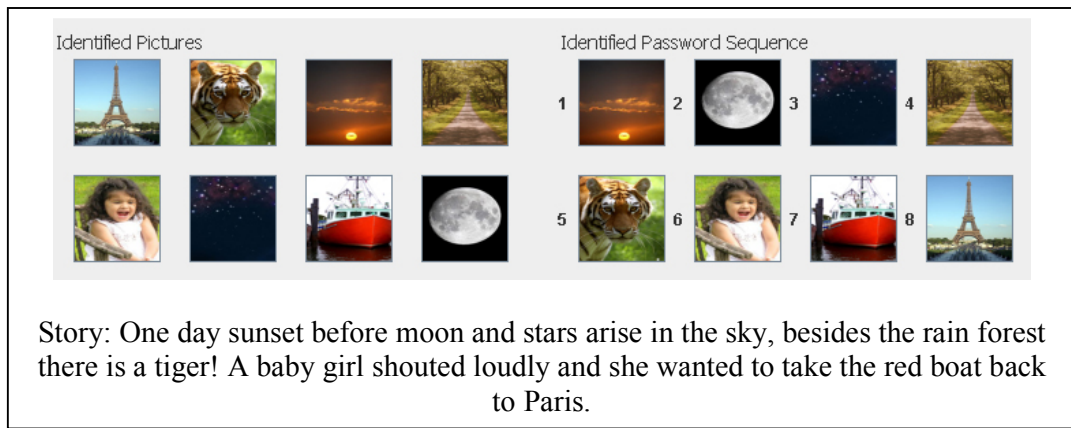 Identified Pictures
Identified Password Sequence
1 2 3 4
5 6 7 8
Story: One day sunset before moon and stars arise in the sky, besides the rain forest
there is a tiger! A baby girl shouted loudly and she wanted to take the red boat back
to Paris.